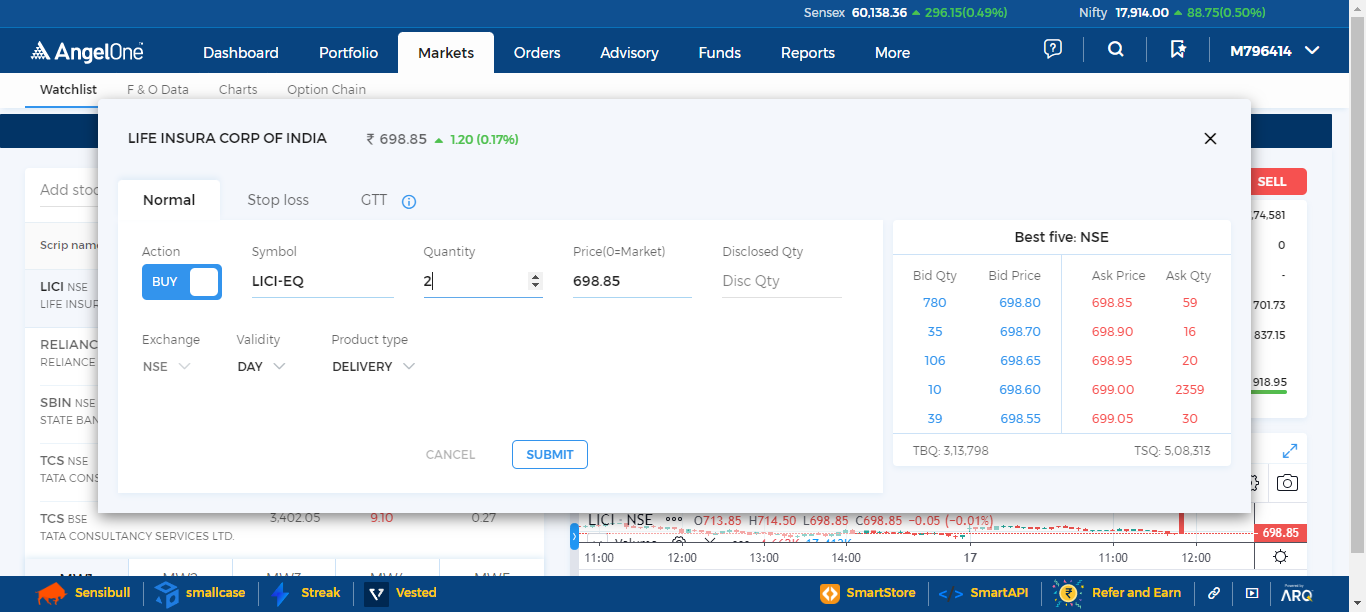 Sensex 60,138.36 296.15(0.49%) Nifty 17,914.00 88.75(0.50%)
AngelOne Dashboard Portfolio Markets Orders Advisory Funds Reports More M796414
Watchlist F & O Data Charts Option Chain
LIFE INSURA CORP OF INDIA ₹ 698.85 1.20 (0.17%)
SELL
Add stoc
Normal Stop loss GTT
,74,581
Best five: NSE
Scrip name
0
Action Symbol Quantity Price(0=Market) Disclosed Qty
Bid Qty Bid Price Ask Price Ask Qty
-
BUY LICI-EQ 2 698.85 Disc Qty
LICI NSE
LIFE INSUR
780 698.80 698.85 59
701.73
35 698.70 698.90 16
837.15
Exchange Validity Product type
RELIANC
RELIANCE
106 698.65 698.95 20
NSE DAY DELIVERY
918.95
10 698.60 699.00 2359
SBIN NSE
STATE BAN
39 698.55 699.05 30
TBQ: 3,13,798 TSQ: 5,08,313
CANCEL SUBMIT
TCS NSE
TATA CONS
TCS BSE 3,402.05 9.10 0.27
TATA CONSULTANCY SERVICES LTD.
LICI NSE O713.85 H714.50 L698.85 C698.85 -0.05 (-0.01%)
698.85
11:00 12:00 13:00 14:00 17 11:00 12:00
Sensibull smallcase Streak Vested SmartStore SmartAPI Refer and Earn Powered by ARQ